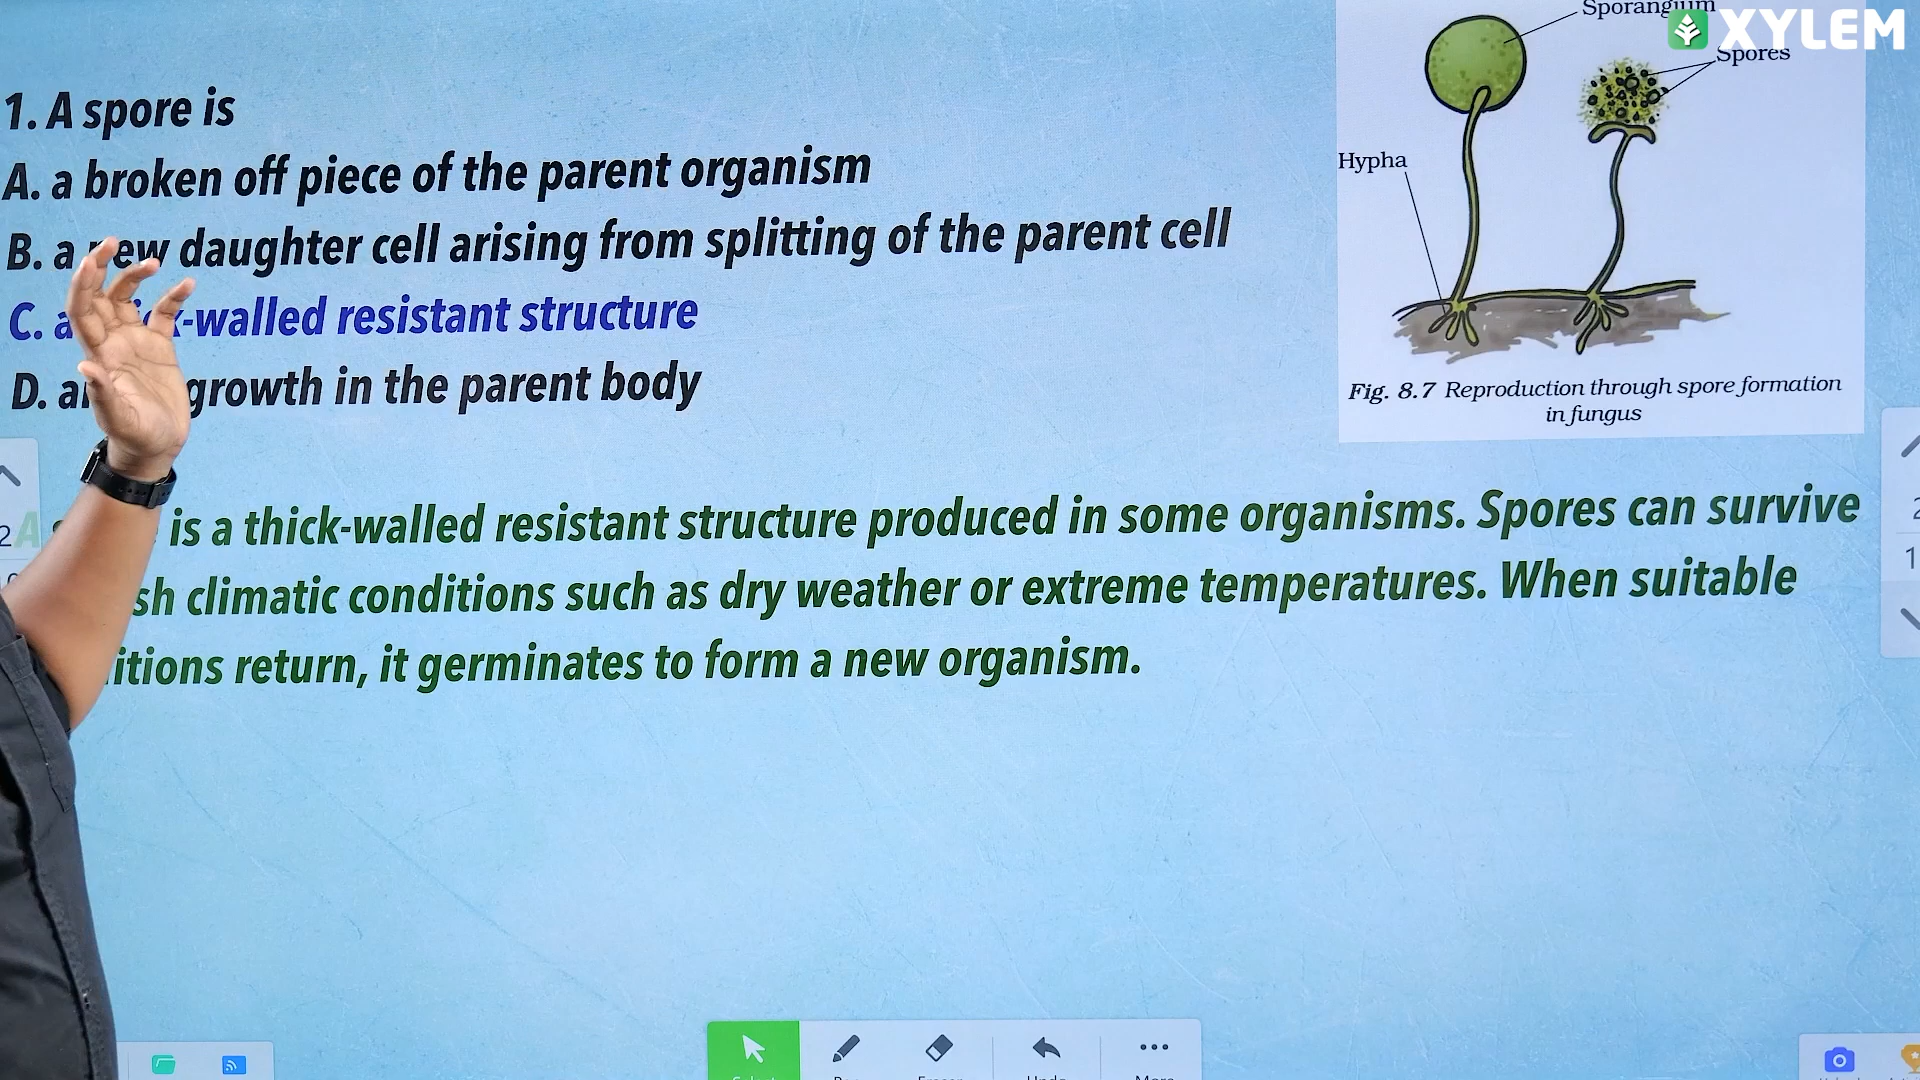 1. A spore is
A. a broken off piece of the parent organism
B. a new daughter cell arising from splitting of the parent cell
C. a -walled resistant structure
D. growth in the parent body
A is a thick-walled resistant structure produced in some organisms. Spores can survive
climatic conditions such as dry weather or extreme temperatures. When suitable
return, it germinates to form a new organism.
Sporangium
XYLEM
Spores
Hypha
Fig. 8.7 Reproduction through spore formation
in fungus